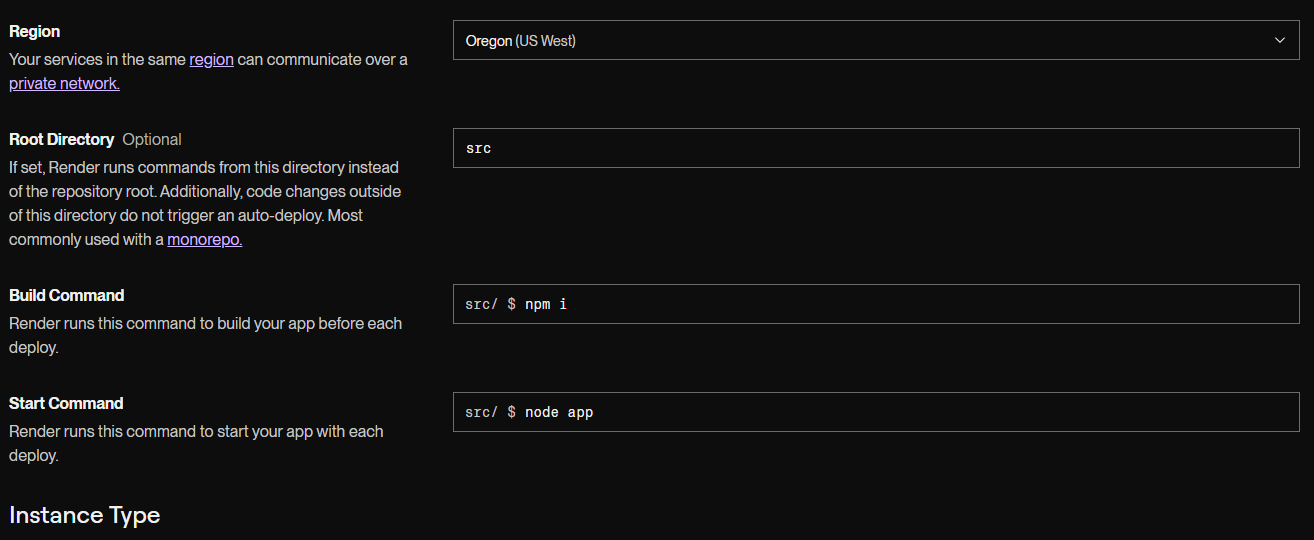 Region
Oregon (US West)
Your services in the same region can communicate over a
private network.
Root Directory Optional
src
If set, Render runs commands from this directory instead
of the repository root. Additionally, code changes outside
of this directory do not trigger an auto-deploy. Most
commonly used with a monorepo.
Build Command
src/ $ npm i
Render runs this command to build your app before each
deploy.
Start Command
src/ $ node app
Render runs this command to start your app with each
deploy.
Instance Type